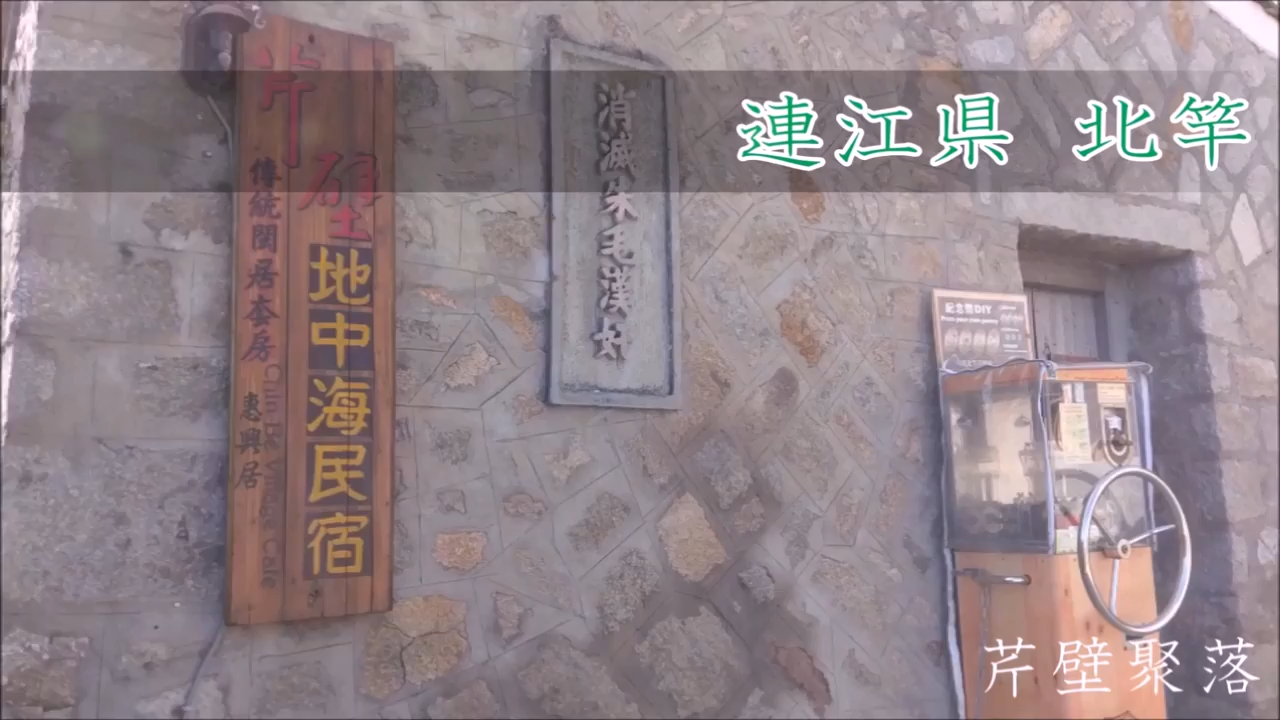 連江県 北竿
芹壁
地中海民宿
傳統閩居套房
惠興居
消滅朱毛漢奸
記念幣DIY
芹壁聚落